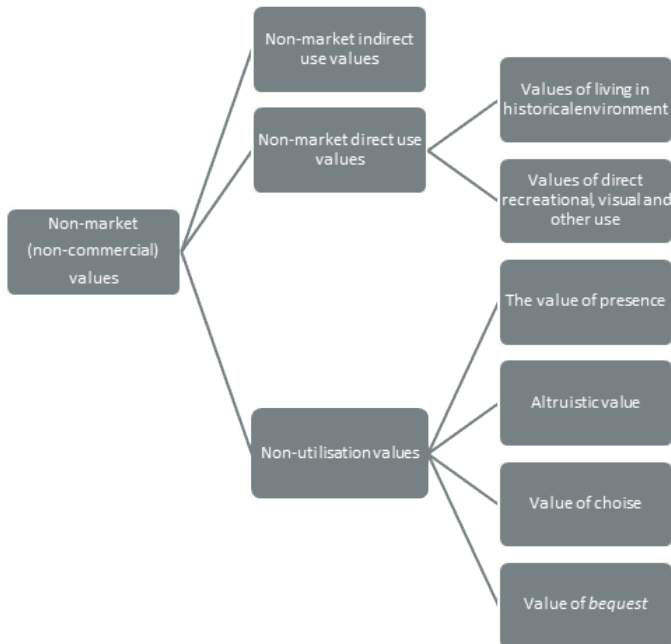 Non-market indirect
use values
Non-market direct use
values
Values of living in
historicalenvironment
Values of direct
recreational, visual and
other use
Non-market
(non-commercial)
values
The value of presence
Altruistic value
Non-utilisation values
Value of choise
Value of bequest